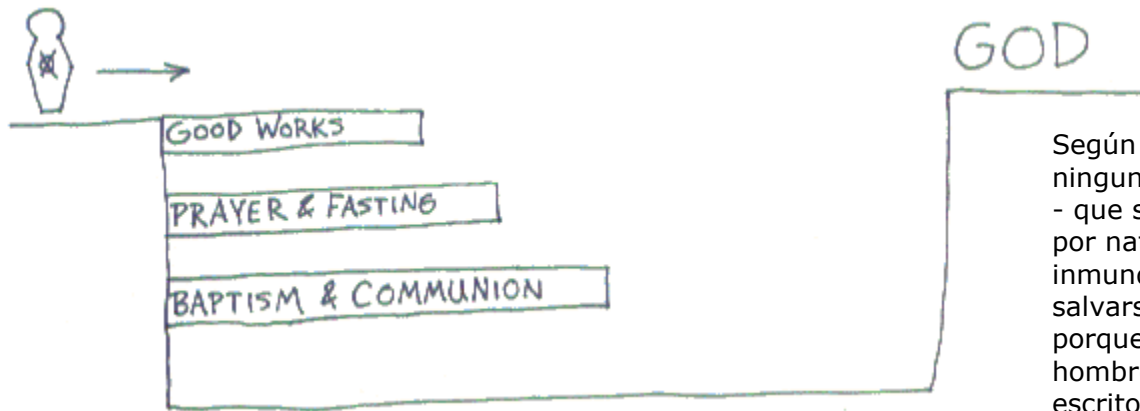 GOD
GOOD WORKS
PRAYER & FASTING
BAPTISM & COMMUNION
Según
ningun
- que s
por nat
inmund
salvars
porque
hombr
escrito